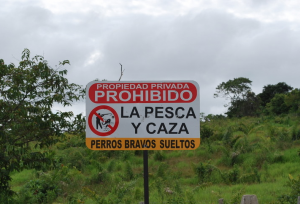 PROPIEDAD PRIVADA
PROHIBIDO
LA PESCA
Y CAZA
PERROS BRAVOS SUELTOS